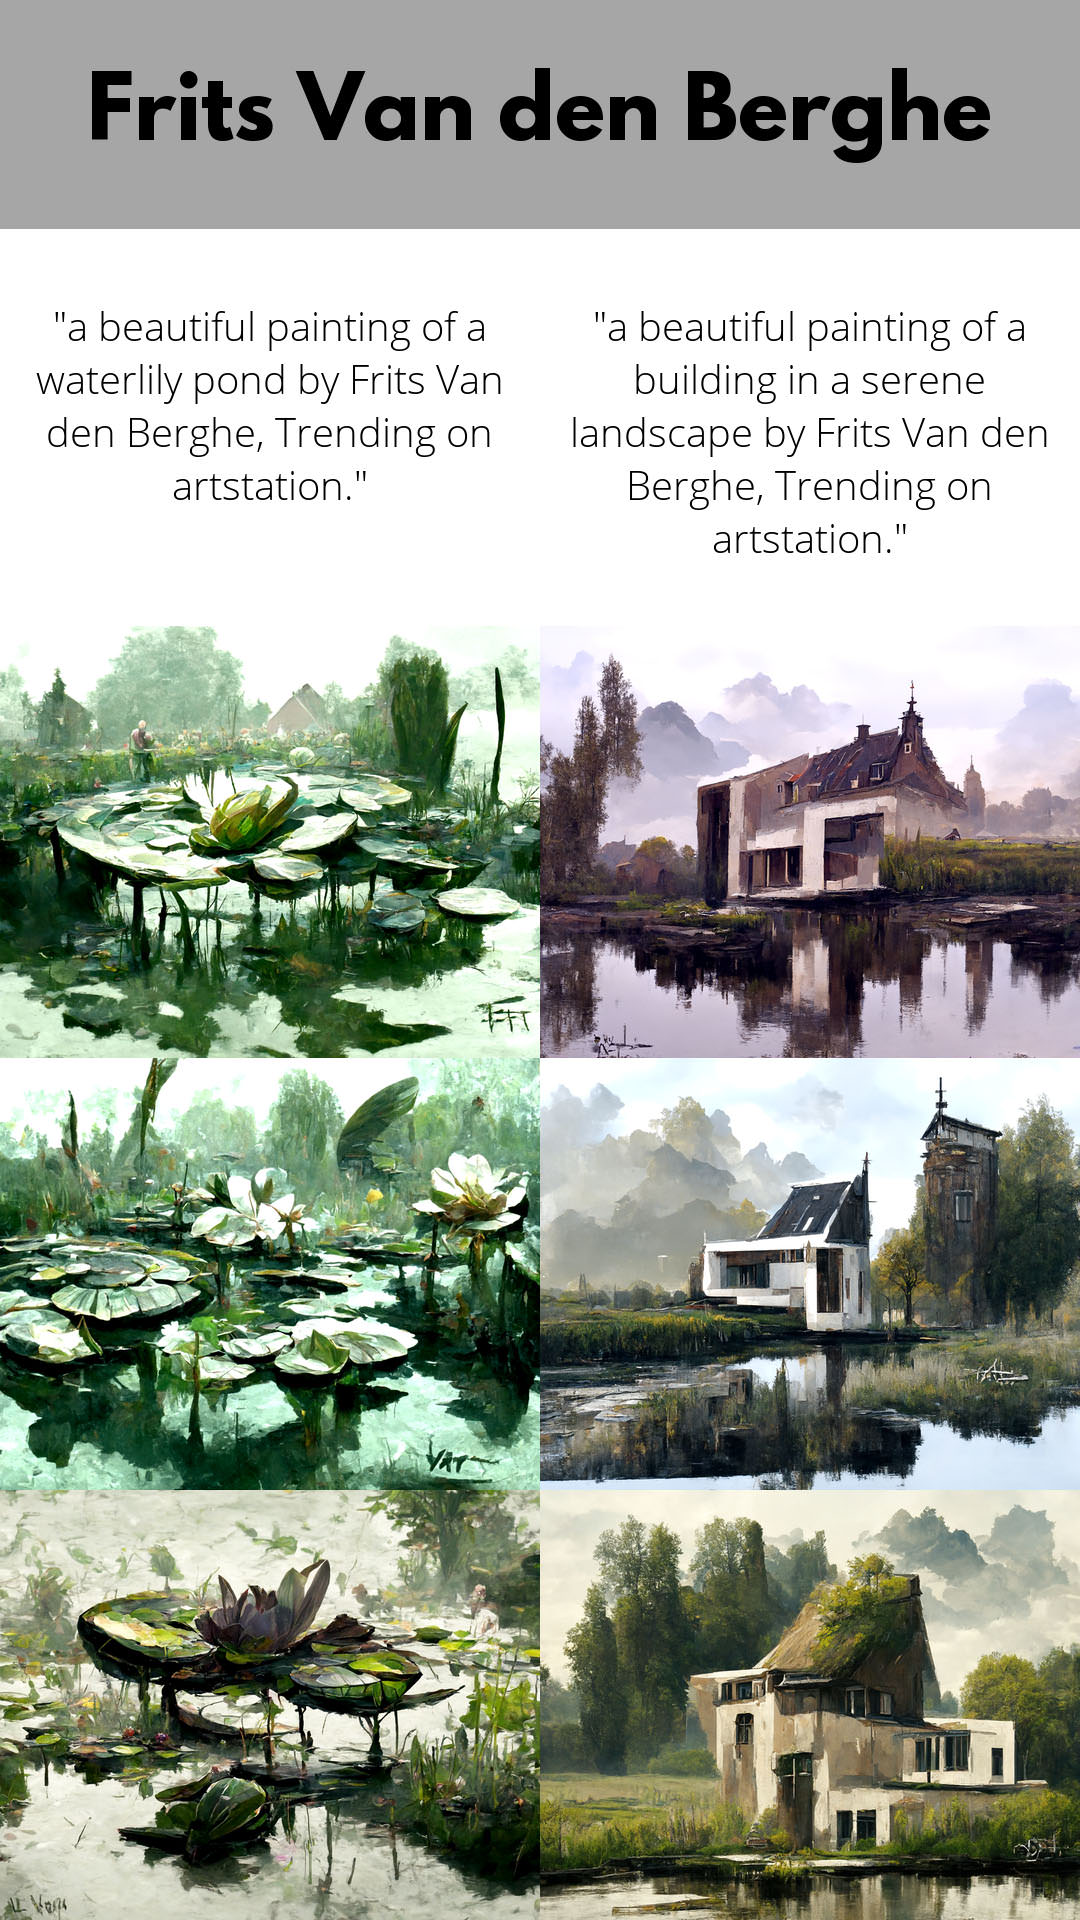 Frits Van den Berghe
"a beautiful painting of a
waterlily pond by Frits Van
den Berghe, Trending on
artstation."
"a beautiful painting of a
building in a serene
landscape by Frits Van den
Berghe, Trending on
artstation."